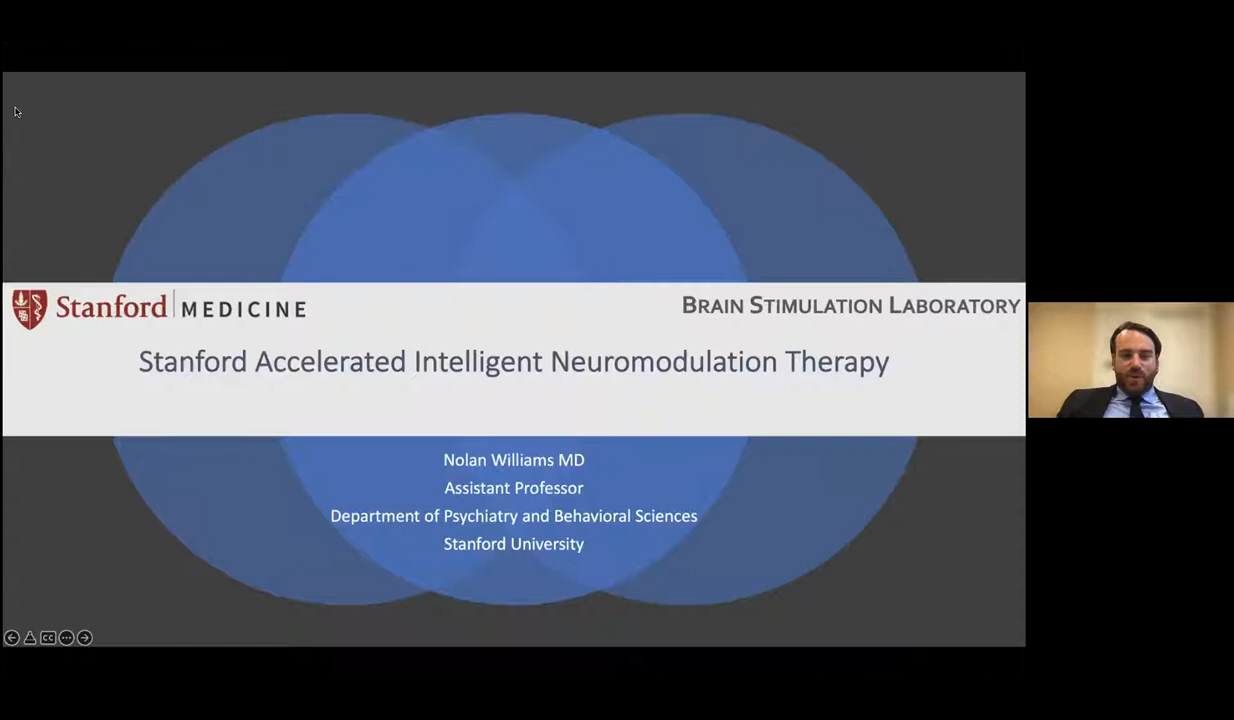 Stanford MEDICINE
BRAIN STIMULATION LABORATORY
Stanford Accelerated Intelligent Neuromodulation Therapy
Nolan Williams MD
Assistant Professor
Department of Psychiatry and Behavioral Sciences
Stanford University
CC